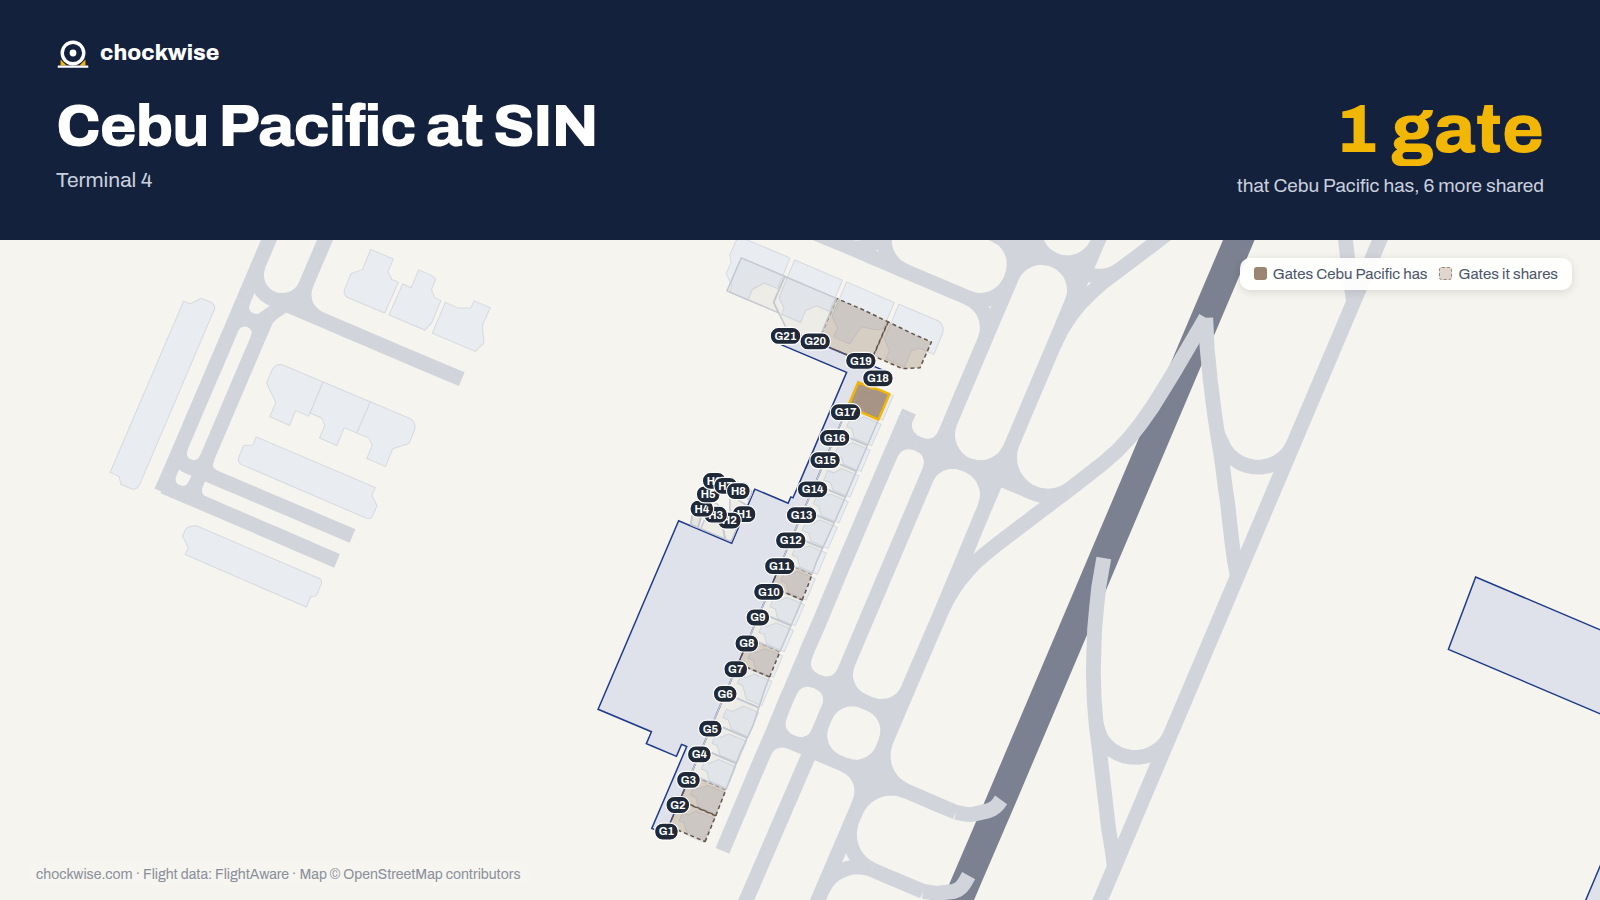 chockwise
Cebu Pacific at SIN
Terminal 4
1 gate
that Cebu Pacific has, 6 more shared
Gates Cebu Pacific has
Gates it shares
G21
G20
G19
G18
G17
G16
G15
G14
G13
G12
G11
G10
G9
G8
G7
G6
G5
G4
G3
G2
G1
H8
H5
H4
H3
H2
H1
chockwise.com · Flight data: FlightAware · Map © OpenStreetMap contributors